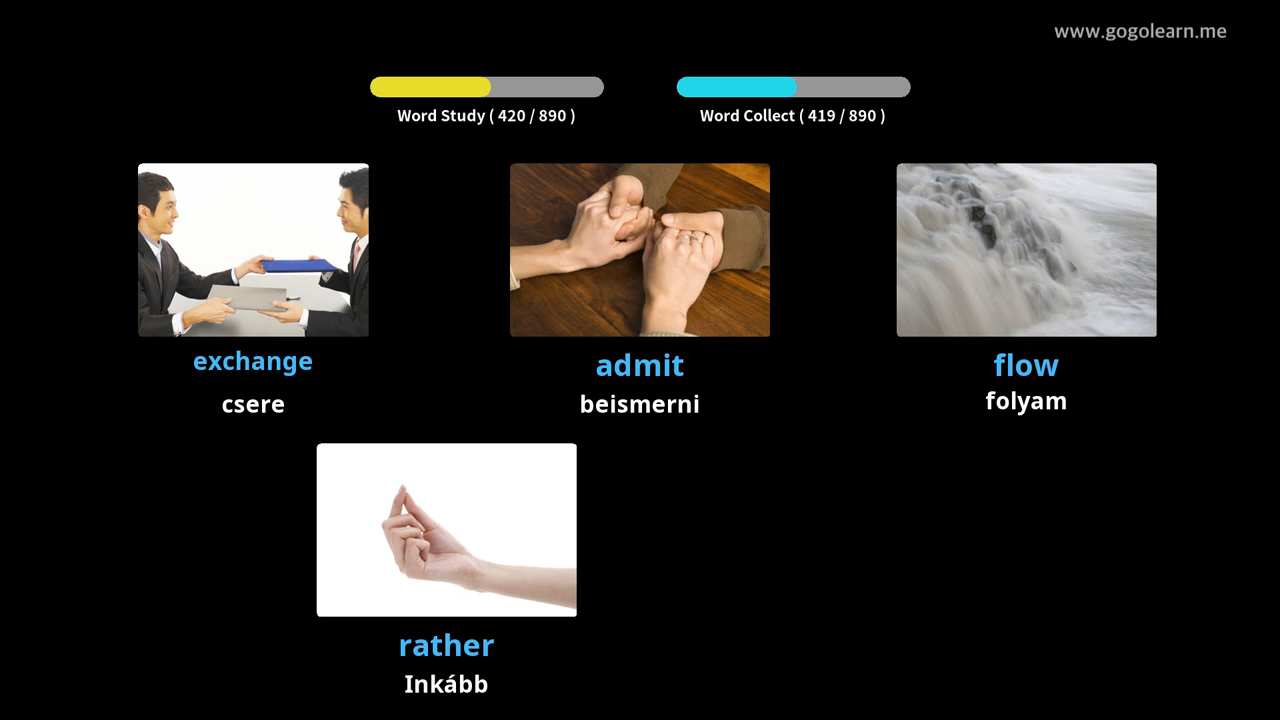 www.gogolearn.me
Word Study ( 420 / 890 )
Word Collect ( 419 / 890 )
exchange
csere
admit
beismerni
flow
folyam
rather
Inkább